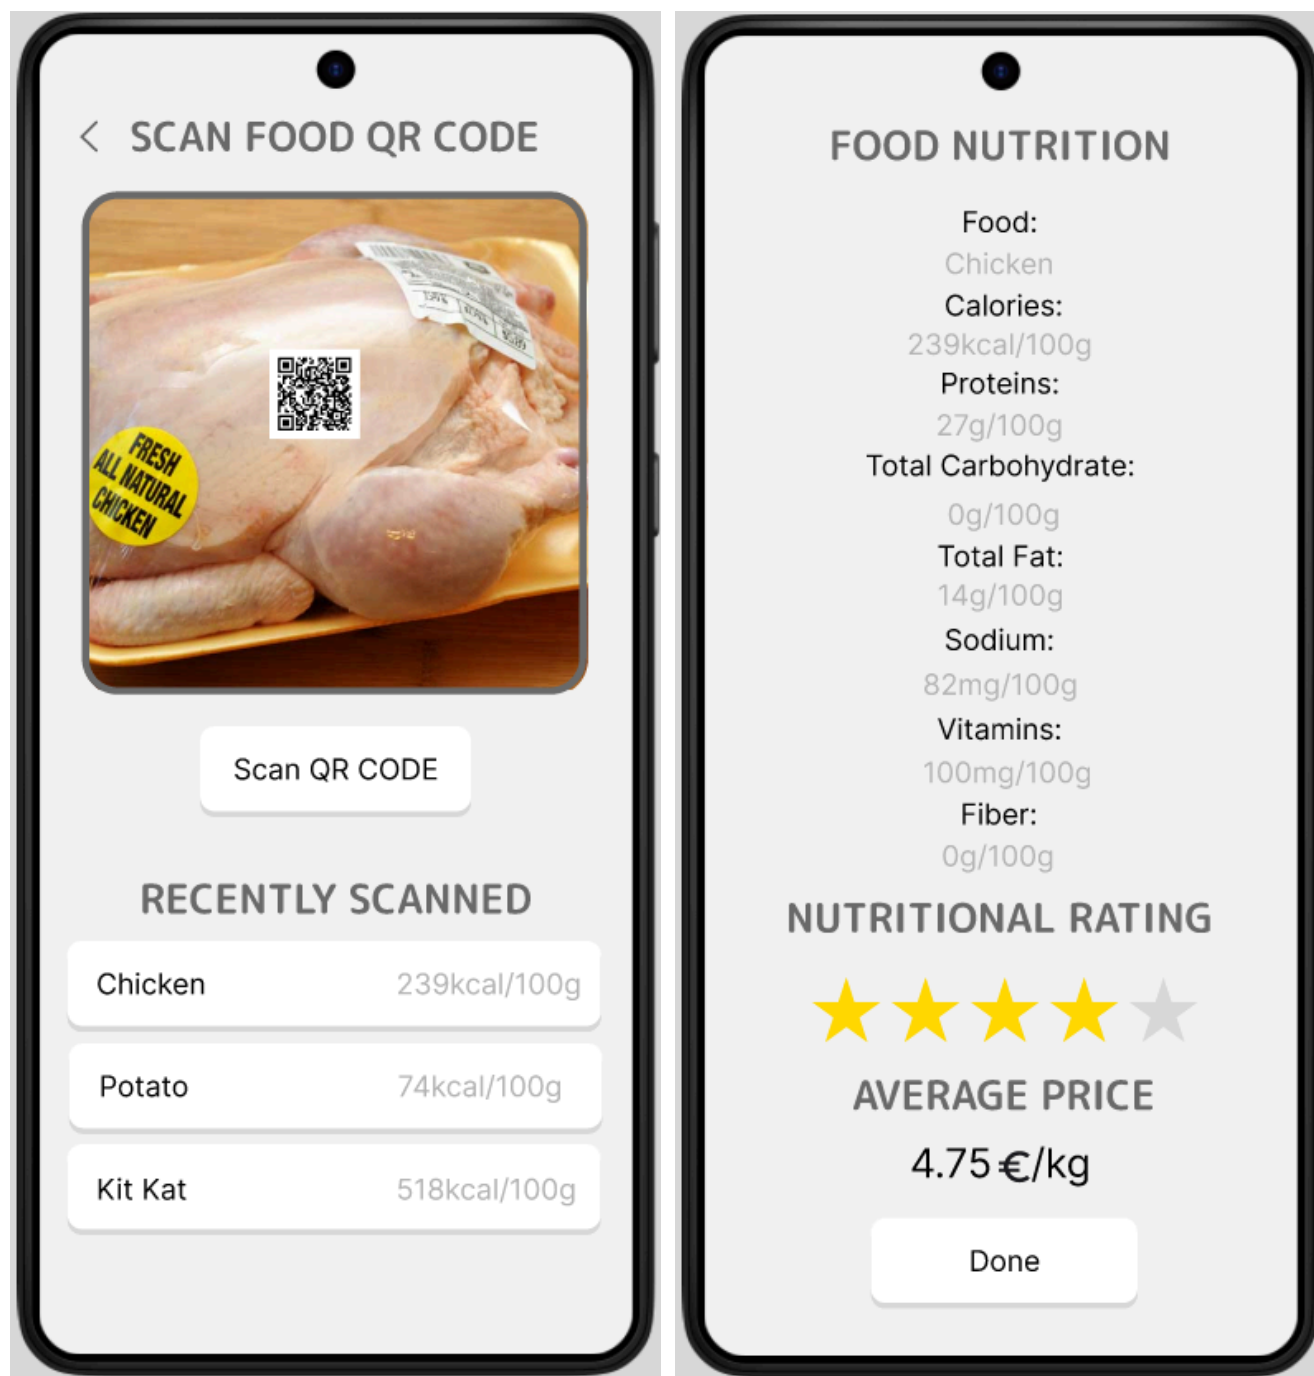 SCAN FOOD QR CODE
FRESH
ALL NATURAL
CHICKEN
Scan QR CODE
RECENTLY SCANNED
Chicken 239kcal/100g
Potato 74kcal/100g
Kit Kat 518kcal/100g
FOOD NUTRITION
Food:
Chicken
Calories:
239kcal/100g
Proteins:
27g/100g
Total Carbohydrate:
0g/100g
Total Fat:
14g/100g
Sodium:
82mg/100g
Vitamins:
100mg/100g
Fiber:
0g/100g
NUTRITIONAL RATING
AVERAGE PRICE
4.75 €/kg
Done